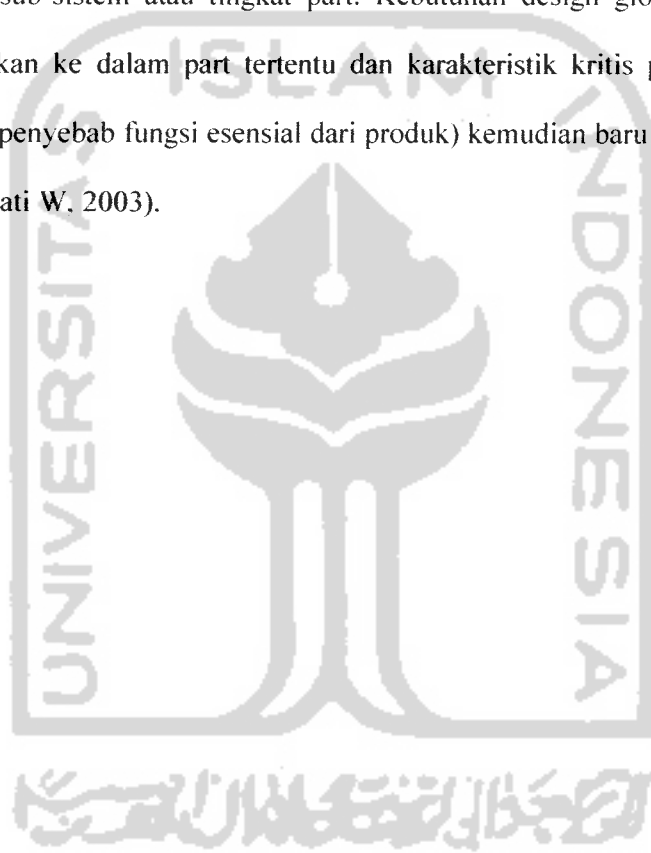 sub-sistem atau tingkat part. Kebutuhan design glo
kan ke dalam part tertentu dan karakteristik kritis p
penyebab fungsi esensial dari produk) kemudian baru
ati W, 2003).
UNIVERSITAS
ISLAM
INDONESIA